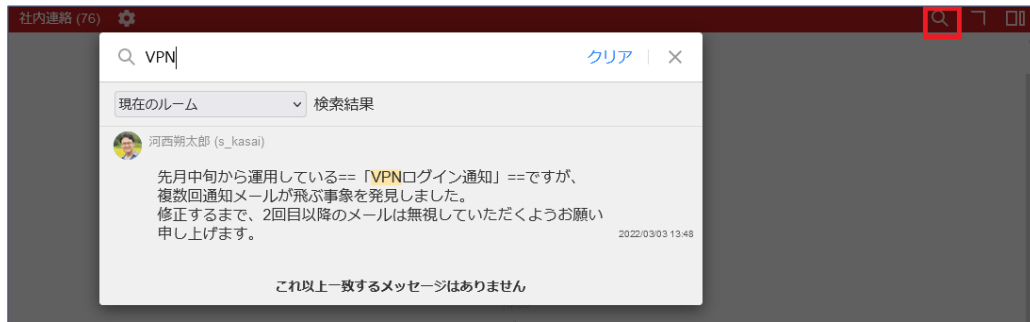 社内連絡 (76)
VPN
クリア
現在のルーム
検索結果
河西朔太郎 (s_kasai)
先月中旬から運用している==「VPNログイン通知」==ですが、
複数回通知メールが飛ぶ事象を発見しました。
修正するまで、2回目以降のメールは無視していただくようお願い
申し上げます。
2022/03/03 13:48
これ以上一致するメッセージはありません